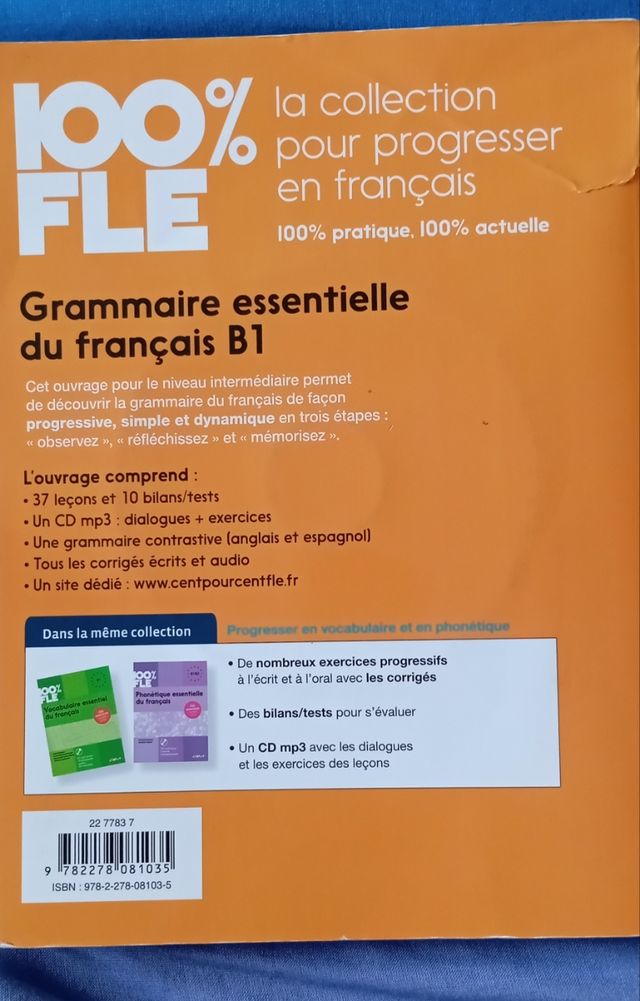 100%
FLE
la collection
pour progresser
en français
100% pratique, 100% actuelle
Grammaire essentielle
du français B1
Cet ouvrage pour le niveau intermédiaire permet
de découvrir la grammaire du français de façon
progressive, simple et dynamique en trois étapes :
« observez », « réfléchissez » et « mémorisez ».
L'ouvrage comprend :
• 37 leçons et 10 bilans/tests
• Un CD mp3 : dialogues + exercices
• Une grammaire contrastive (anglais et espagnol)
• Tous les corrigés écrits et audio
• Un site dédié : www.centpourcentfle.fr
Dans la même collection
Progresser en vocabulaire et en phonétique
100%
FLE
Vocabulaire essentiel
du français
100%
FLE
Phonétique essentielle
du français
• De nombreux exercices progressifs
à l'écrit et à l'oral avec les corrigés
• Des bilans/tests pour s'évaluer
• Un CD mp3 avec les dialogues
et les exercices des leçons
22 7783 7
9 782278 081035
ISBN : 978-2-278-08103-5